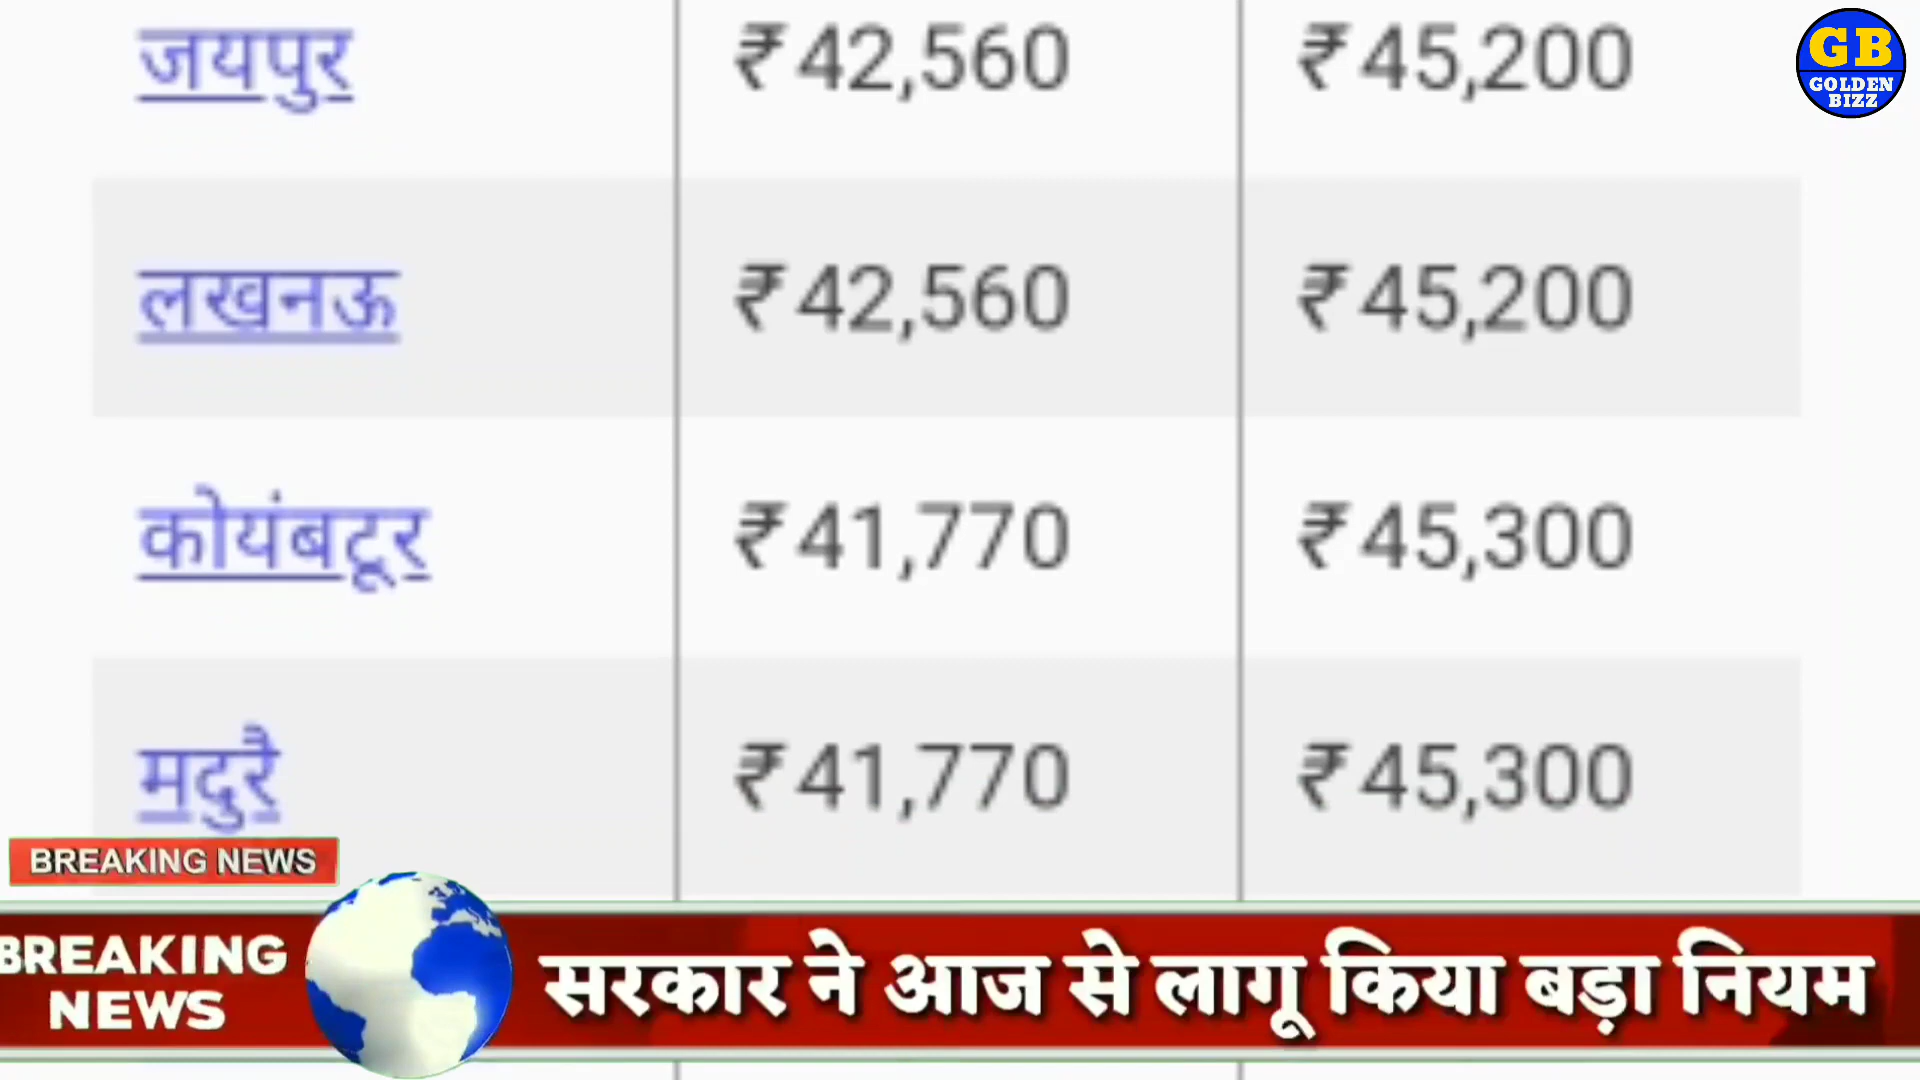 जयपुर ₹42,560 ₹45,200
GB
GOLDEN
BIZZ
लखनऊ ₹42,560 ₹45,200
कोयंबटूर ₹41,770 ₹45,300
मदुरै ₹41,770 ₹45,300
BREAKING NEWS
BREAKING
NEWS
सरकार ने आज से लागू किया बड़ा नियम